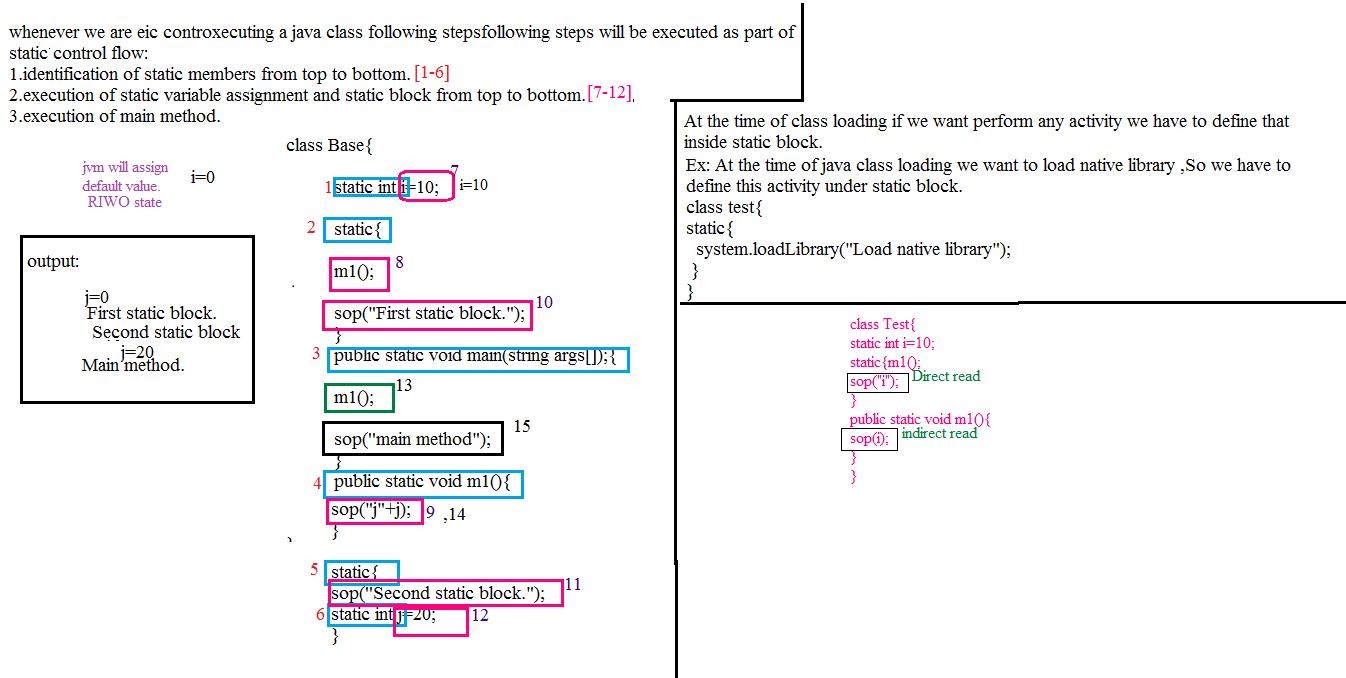 whenever we are eic controxecuting a java class following stepsfollowing steps will be executed as part of
static control flow:
1.identification of static members from top to bottom. [1-6]
2.execution of static variable assignment and static block from top to bottom.[7-12].
3.execution of main method.
class Base{
jvm will assign
default value.
RIWO state
i=0
7
1 static int i=10; i=10
2 static{
m1(); 8
sop("First static block."); 10
}
3 public static void main(string args[]);{
m1(); 13
sop("main method"); 15
}
4 public static void m1(){
sop("j"+j); 9 ,14
}
}
5 static{
sop("Second static block."); 11
6 static int j=20; 12
}
output:
j=0
First static block.
Second static block
j=20
Main method.
At the time of class loading if we want perform any activity we have to define that
inside static block.
Ex: At the time of java class loading we want to load native library ,So we have to
define this activity under static block.
class test{
static{
system.loadLibrary("Load native library");
}
}
class Test{
static int i=10;
static{m1();
sop("i"); Direct read
}
public static void m1(){
sop(i); indirect read
}
}